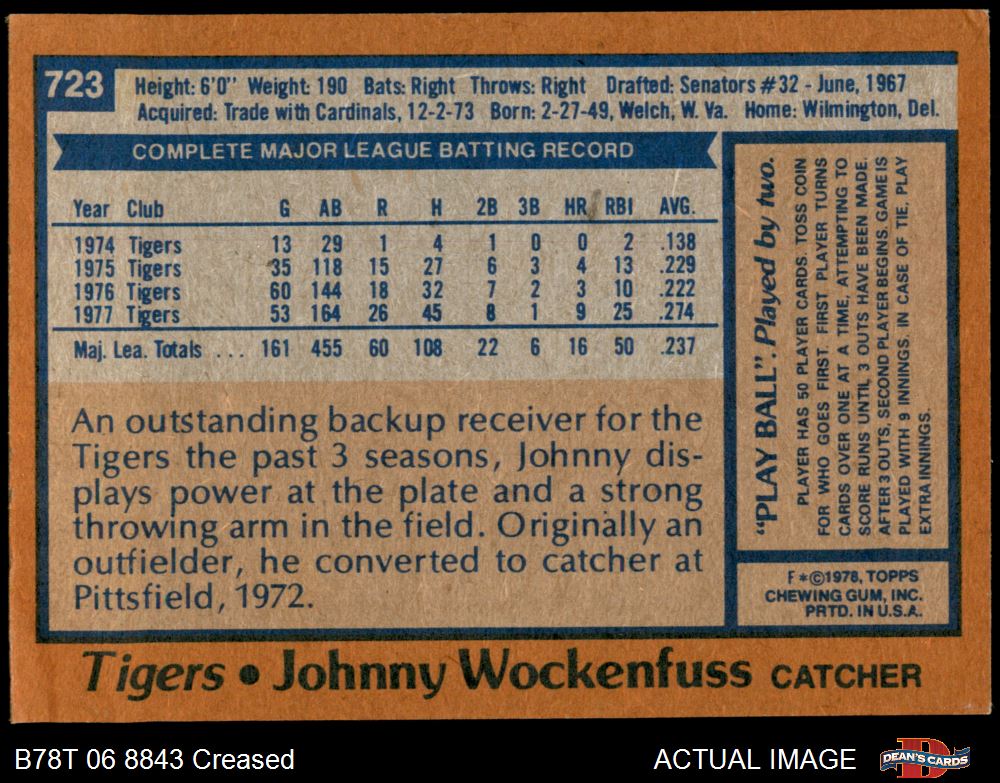 723
Height: 6'0" Weight: 190 Bats: Right Throws: Right Drafted: Senators #32 - June, 1967
Acquired: Trade with Cardinals, 12-2-73 Born: 2-27-49, Welch, W. Va. Home: Wilmington, Del.
COMPLETE MAJOR LEAGUE BATTING RECORD
Year Club G AB R H 2B 3B HR RBI AVG.
1974 Tigers 13 29 1 4 1 0 0 2 .138
1975 Tigers 35 118 15 27 6 3 4 13 .229
1976 Tigers 60 144 18 32 7 2 3 10 .222
1977 Tigers 53 164 26 45 8 1 9 25 .274
Maj. Lea. Totals ... 161 455 60 108 22 6 16 50 .237
An outstanding backup receiver for the
Tigers the past 3 seasons, Johnny dis-
plays power at the plate and a strong
throwing arm in the field. Originally an
outfielder, he converted to catcher at
Pittsfield, 1972.
"PLAY BALL". Played by two.
PLAYER HAS 50 PLAYER CARDS. TOSS COIN
FOR WHO GOES FIRST. FIRST PLAYER TURNS
CARDS OVER ONE AT A TIME, ATTEMPTING TO
SCORE RUNS UNTIL, 3 OUTS HAVE BEEN MADE.
AFTER 3 OUTS, SECOND PLAYER BEGINS. GAME IS
PLAYED WITH 9 INNINGS. IN CASE OF TIE, PLAY
EXTRA INNINGS.
F*©1978, TOPPS
CHEWING GUM, INC.
PRTD. IN U.S.A.
Tigers • Johnny Wockenfuss CATCHER
B78T 06 8843 Creased
ACTUAL IMAGE
D
DEAN'S CARDS